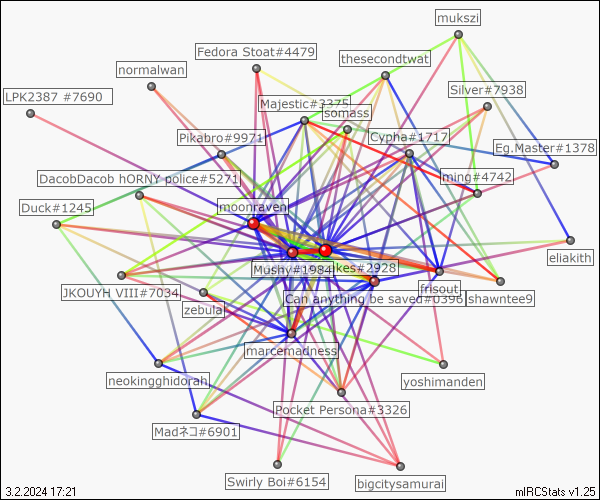 mukszi
Fedora Stoat#4479
thesecondtwat
normalwan
Silver#7938
LPK2387 #7690
Majestic#3375
somass
Pikabro#9971
Cypha#1717
Eg.Master#1378
DacobDacob hORNY police#5271
ming#4742
Duck#1245
moonraven
eliakith
Mushy#1984
kes#2928
JKOUYH VIII#7034
frisout
Can anything be saved#0396
shawntee9
zebulai
marcemadness
neokingghidorah
yoshimanden
Pocket Persona#3326
Madネコ#6901
Swirly Boi#6154
bigcitysamurai
3.2.2024 17:21
mIRCStats v1.25